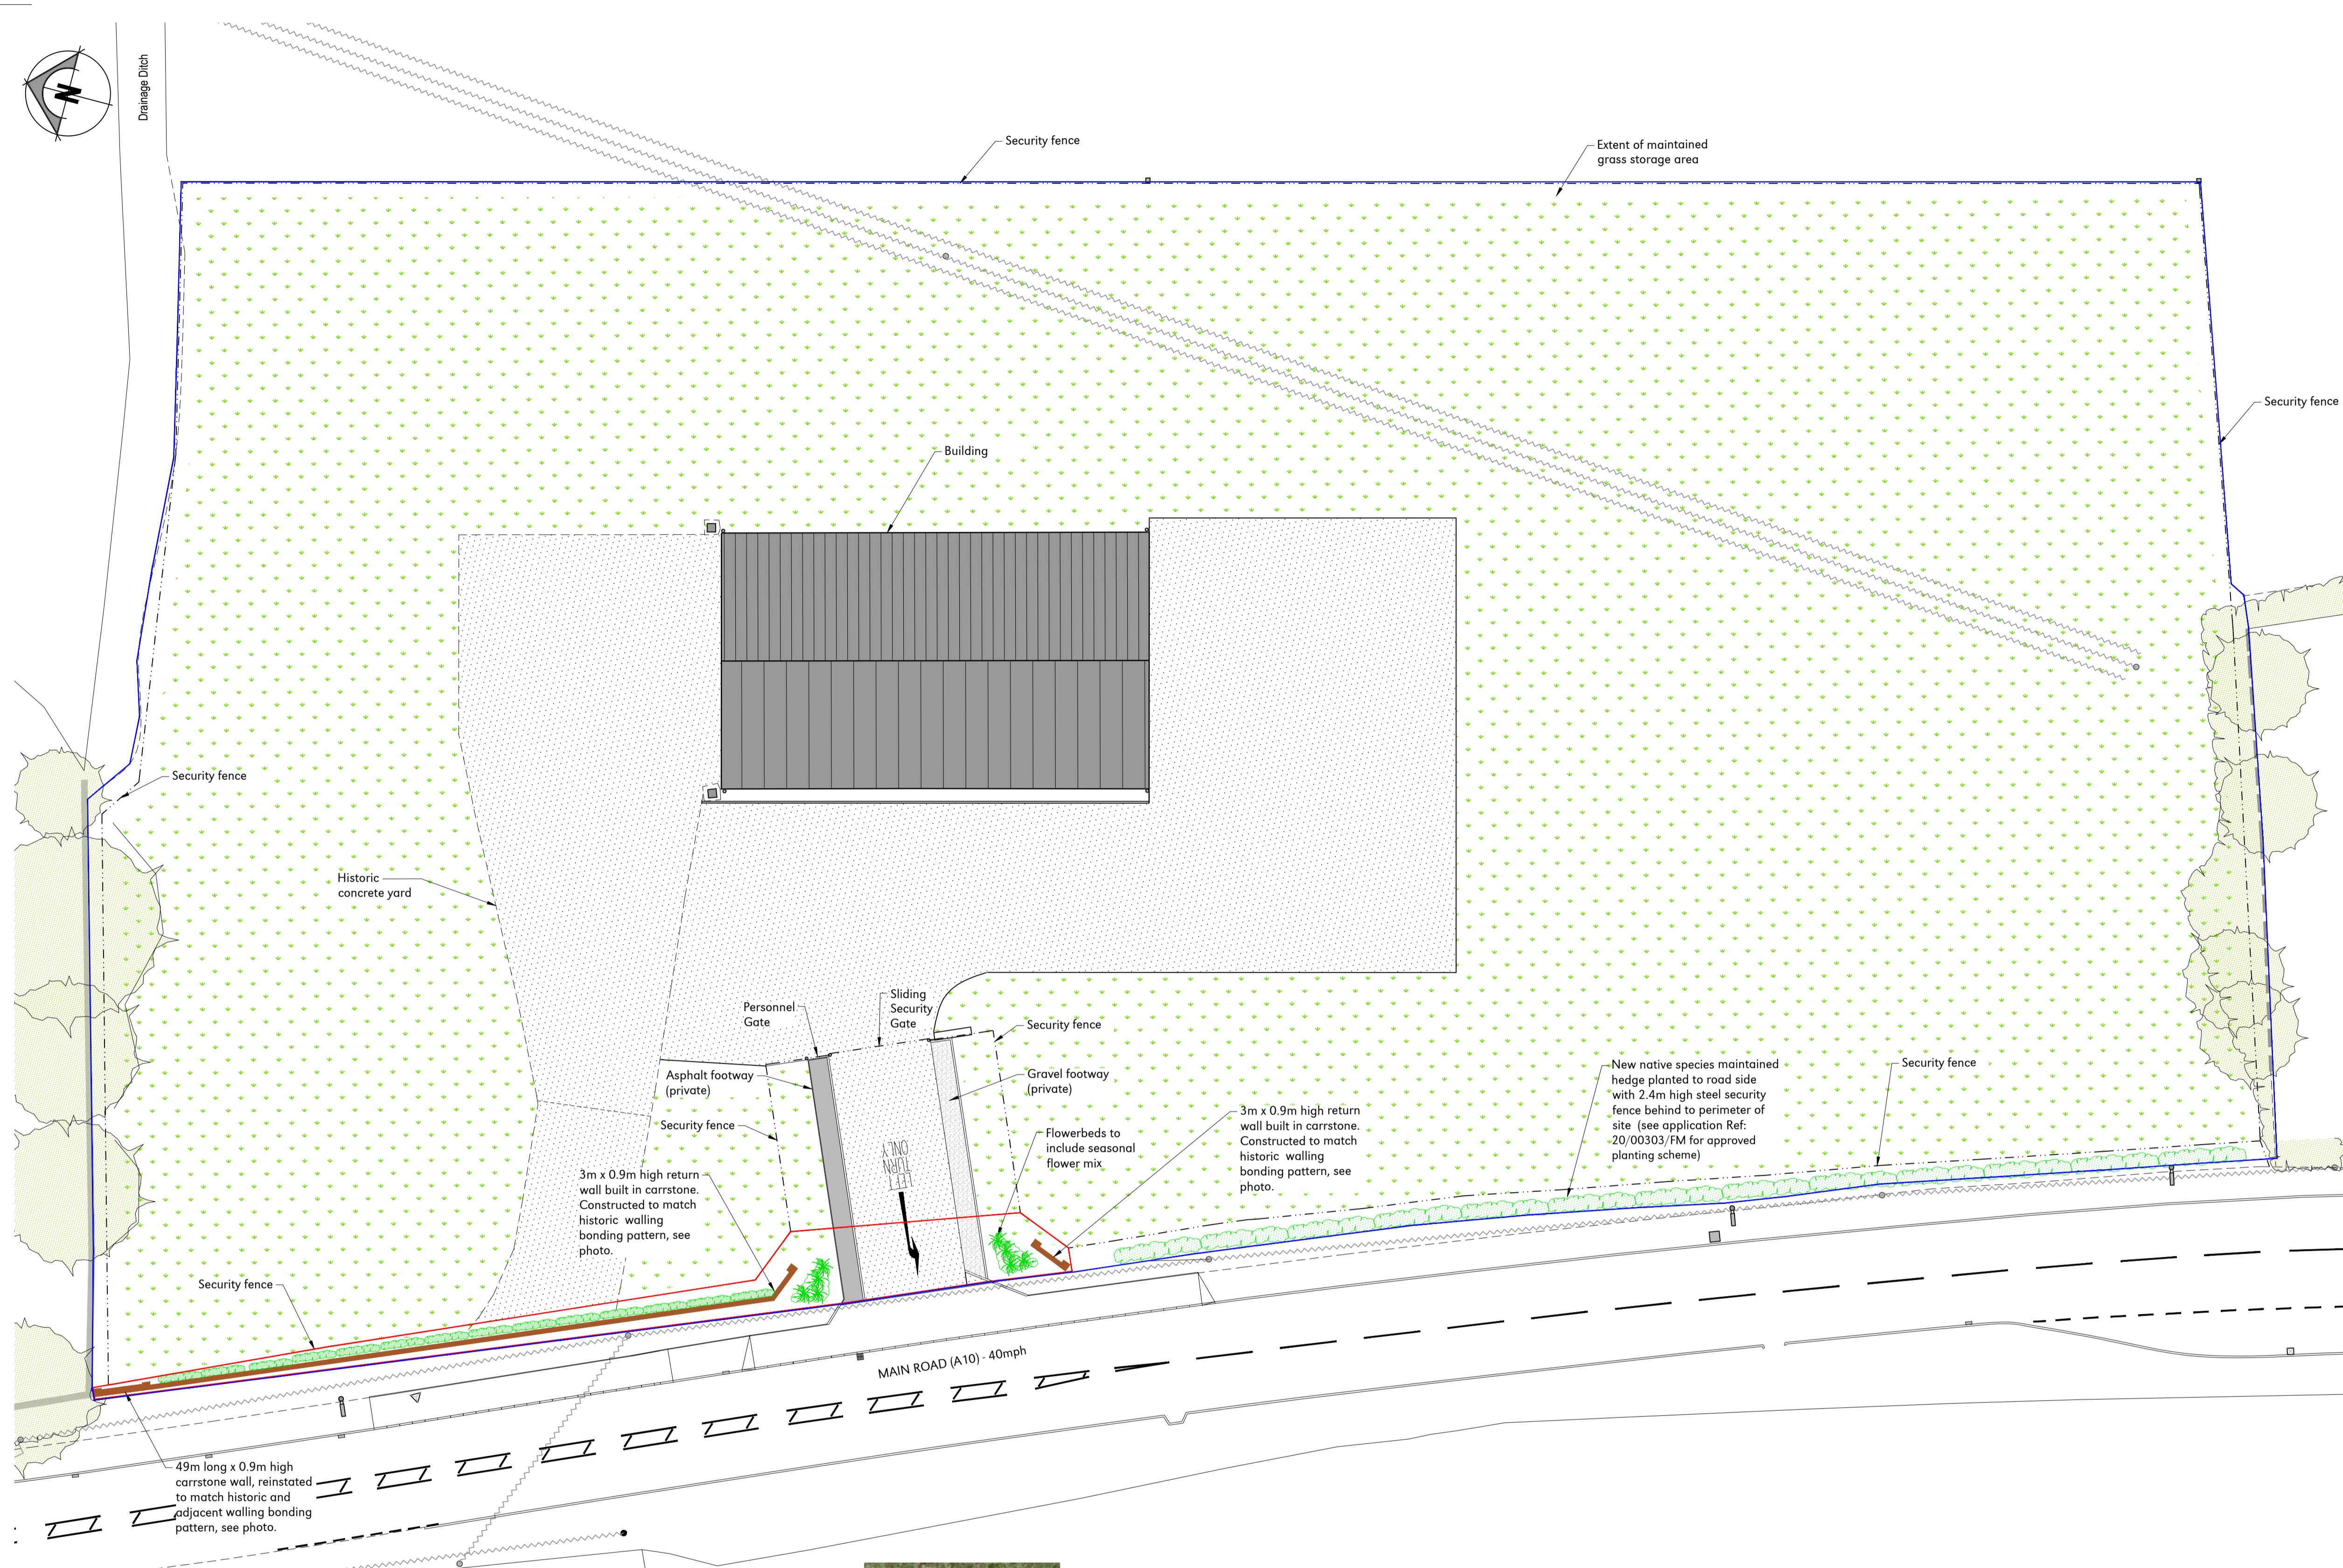 N
Drainage Ditch
Security fence
Extent of maintained
grass storage area
Security fence
Building
Security fence
Historic
concrete yard
Personnel
Gate
Sliding
Security
Gate
Security fence
Asphalt footway
(private)
Gravel footway
(private)
Security fence
LEFT
TURN
ONLY
Flowerbeds to
include seasonal
flower mix
3m x 0.9m high return
wall built in carrstone.
Constructed to match
historic walling
bonding pattern, see
photo.
New native species maintained
hedge planted to road side
with 2.4m high steel security
fence behind to perimeter of
site (see application Ref:
20/00303/FM for approved
planting scheme)
Security fence
3m x 0.9m high return
wall built in carrstone.
Constructed to match
historic walling
bonding pattern, see
photo.
Security fence
MAIN ROAD (A10) - 40mph
49m long x 0.9m high
carrstone wall, reinstated
to match historic and
adjacent walling bonding
pattern, see photo.